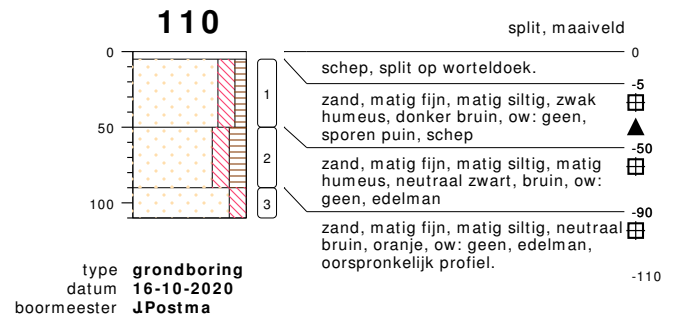 110
split, maaiveld
0
0
schep, split op worteldoek.
-5
zand, matig fijn, matig siltig, zwak
humeus, donker bruin, ow: geen,
sporen puin, schep
1
50
-50
zand, matig fijn, matig siltig, matig
humeus, neutraal zwart, bruin, ow:
geen, edelman
2
-90
100
3
zand, matig fijn, matig siltig, neutraal
bruin, oranje, ow: geen, edelman,
oorspronkelijk profiel.
-110
type grondboring
datum 16-10-2020
boormeester J.Postma